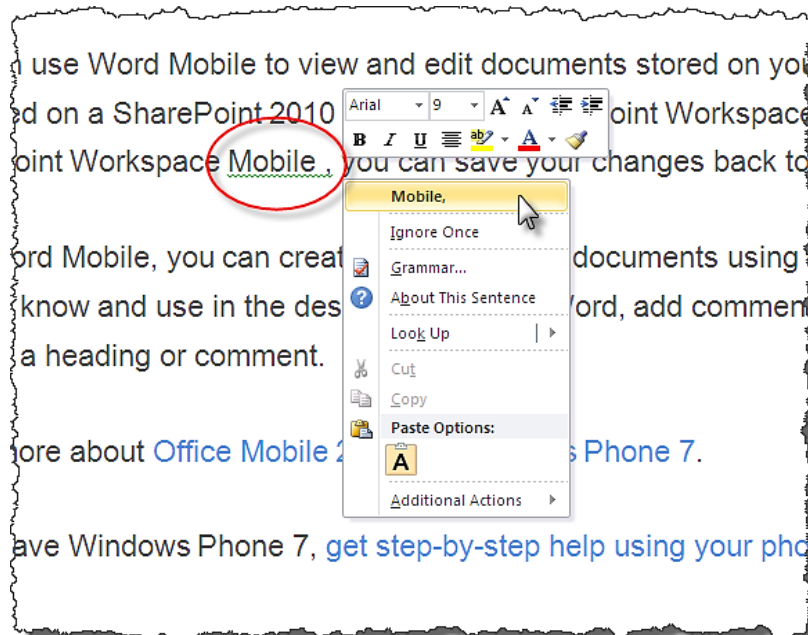 use Word Mobile to view and edit documents stored on you
ed on a SharePoint 2010
Arial 9
oint Workspace
point Workspace Mobile , you can save your changes back to
Mobile,
Ignore Once
ord Mobile, you can creat
documents using
Grammar...
know and use in the des
About This Sentence
Word, add commen
Look Up
a heading or comment.
Cut
Copy
Paste Options:
A
ore about Office Mobile 2
s Phone 7.
Additional Actions
ave Windows Phone 7, get step-by-step help using your pho